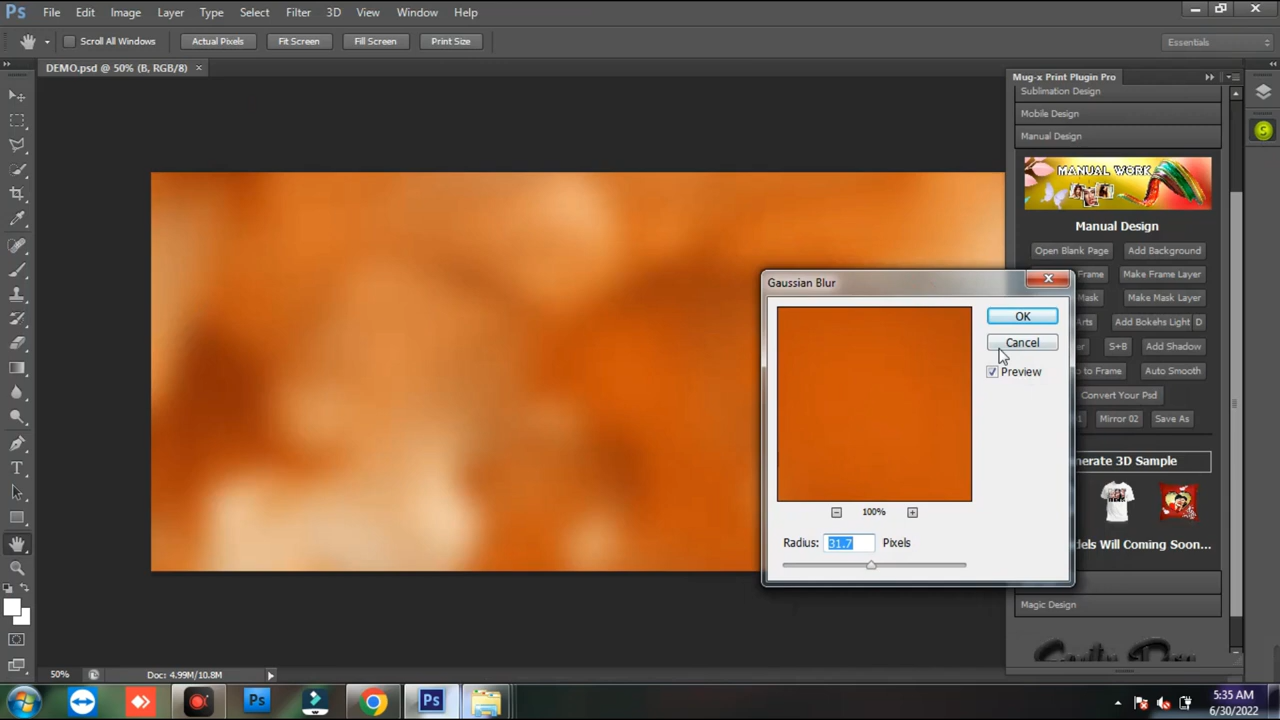 Ps File Edit Image Layer Type Select Filter 3D View Window Help
Scroll All Windows Actual Pixels Fit Screen Fill Screen Print Size Essentials
DEMO.psd @ 50% (B, RGB/8) ×
Mug-x Print Plugin Pro
Sublimation Design
Mobile Design
Manual Design
MANUAL WORK
Manual Design
Open Blank Page Add Background
Frame Make Frame Layer
Mask Make Mask Layer
Arts Add Bokehs Light D
er S+B Add Shadow
o to Frame Auto Smooth
Convert Your Psd
1 Mirror 02 Save As
nerate 3D Sample
dels Will Coming Soon...
Magic Design
Gaussian Blur
OK
Cancel
Preview
100%
Radius: 31.7 Pixels
50% Doc: 4.99M/10.8M
Ps Ps
5:35 AM
6/30/2022